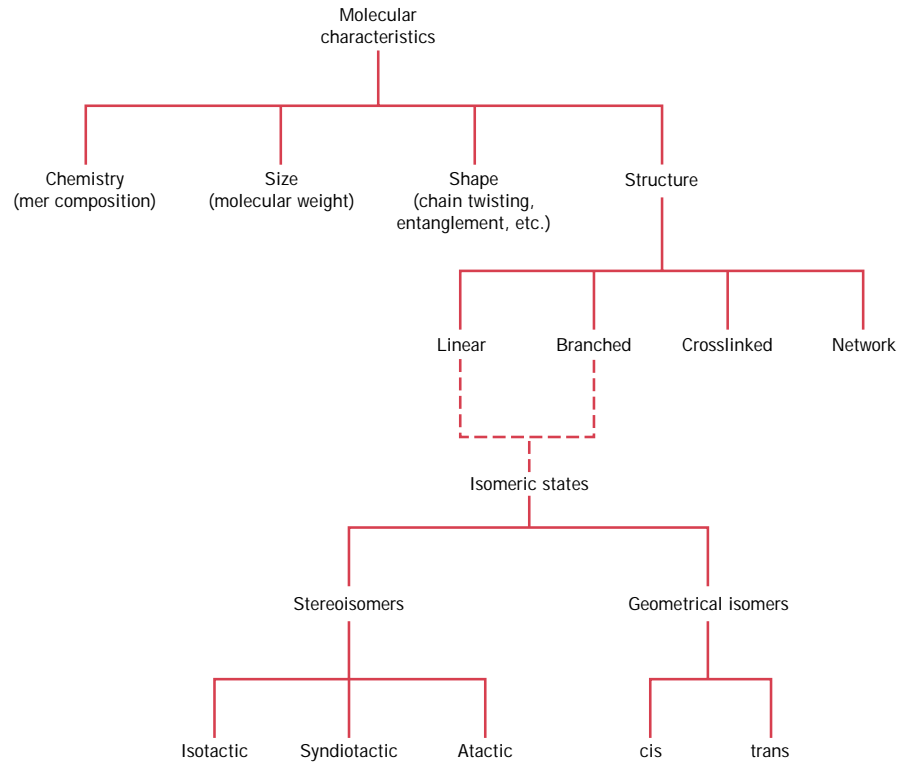 Molecular
characteristics
Chemistry
(mer composition)
Size
(molecular weight)
Shape
(chain twisting,
entanglement, etc.)
Structure
Linear
Branched
Crosslinked
Network
Isomeric states
Stereoisomers
Geometrical isomers
Isotactic
Syndiotactic
Atactic
cis
trans